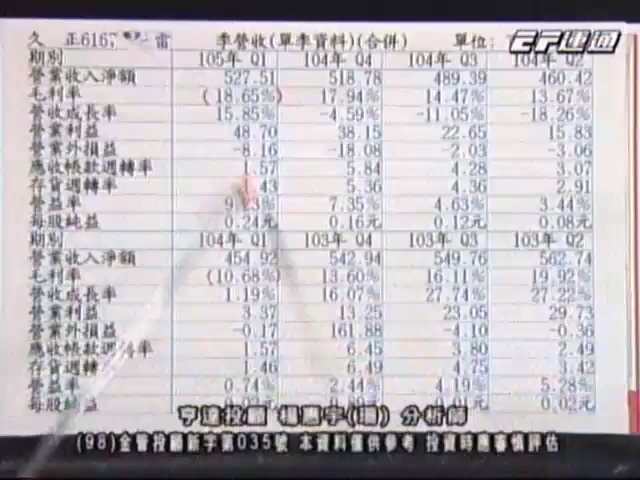 久 正6167 雷 季營收(單季資料)(合併) 單位:
EF建通
期別 105年 Q1 104年 Q4 104年 Q3 104年 Q2
營業收入淨額 527.51 518.78 489.39 460.42
毛利率 (18.65%) 17.94% 14.47% 13.67%
營收成長率 15.85% -4.59% -11.05% -18.26%
營業利益 48.70 38.15 22.65 15.83
營業外損益 -8.16 -18.08 -2.03 -3.06
應收帳款週轉率 1.57 5.84 4.28 3.07
存貨週轉率 5.36 4.36 2.91
營益率 7.35% 4.63% 3.44%
每股純益 0.24元 0.16元 0.12元 0.08元
期別 104年 Q1 103年 Q4 103年 Q3 103年 Q2
營業收入淨額 454.92 542.94 549.76 562.74
毛利率 (10.68%) 13.60% 16.11% 19.92%
營收成長率 1.19% 16.07% 27.74% 27.22%
營業利益 3.37 13.25 23.05 29.73
營業外損益 -0.17 161.88 -4.10 -0.36
應收帳款週轉率 1.57 6.45 3.80 2.49
存貨週轉 1.46 6.49 4.75 3.42
營益率 0.74% 2.44% 4.19% 5.28%
每股純益 0.02元
亨達投顧 楊惠宇(珊) 分析師
(98)金管投顧新字第035號 本資料僅供參考 投資時應審慎評估